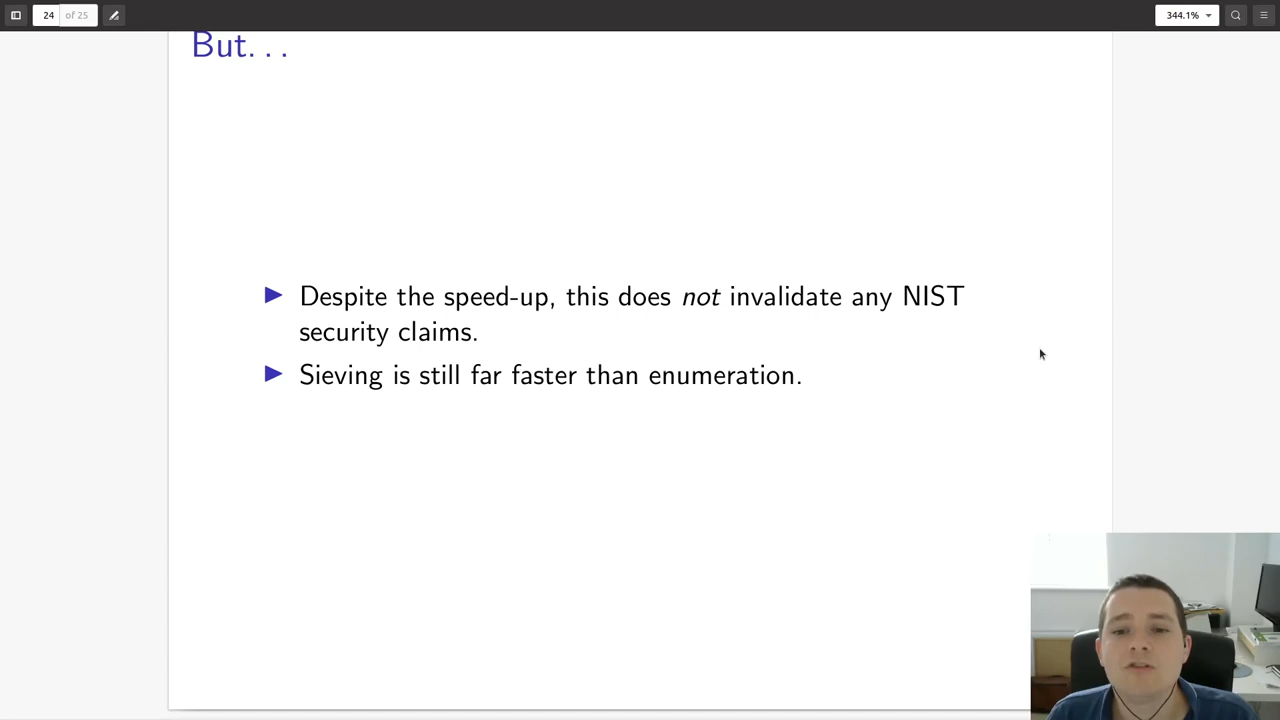 24 of 25
344.1%
But. . .
Despite the speed-up, this does not invalidate any NIST
security claims.
Sieving is still far faster than enumeration.